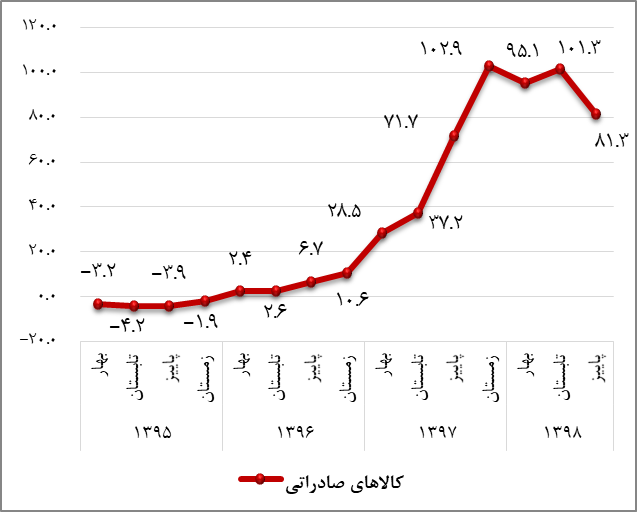 ۱۲۰.۰
۱۰۰.۰
۸۰.۰
۶۰.۰
۴۰.۰
۲۰.۰
۰.۰
-۲۰.۰
-۳.۲
-۴.۲
-۳.۹
-۱.۹
۲.۴
۲.۶
۶.۷
۱۰.۶
۲۸.۵
۳۷.۲
۷۱.۷
۱۰۲.۹
۹۵.۱
۱۰۱.۳
۸۱.۳
بهار
تابستان
پاییز
زمستان
بهار
تابستان
پاییز
زمستان
بهار
تابستان
پاییز
زمستان
بهار
تابستان
پاییز
۱۳۹۵
۱۳۹۶
۱۳۹۷
۱۳۹۸
کالاهای صادراتی